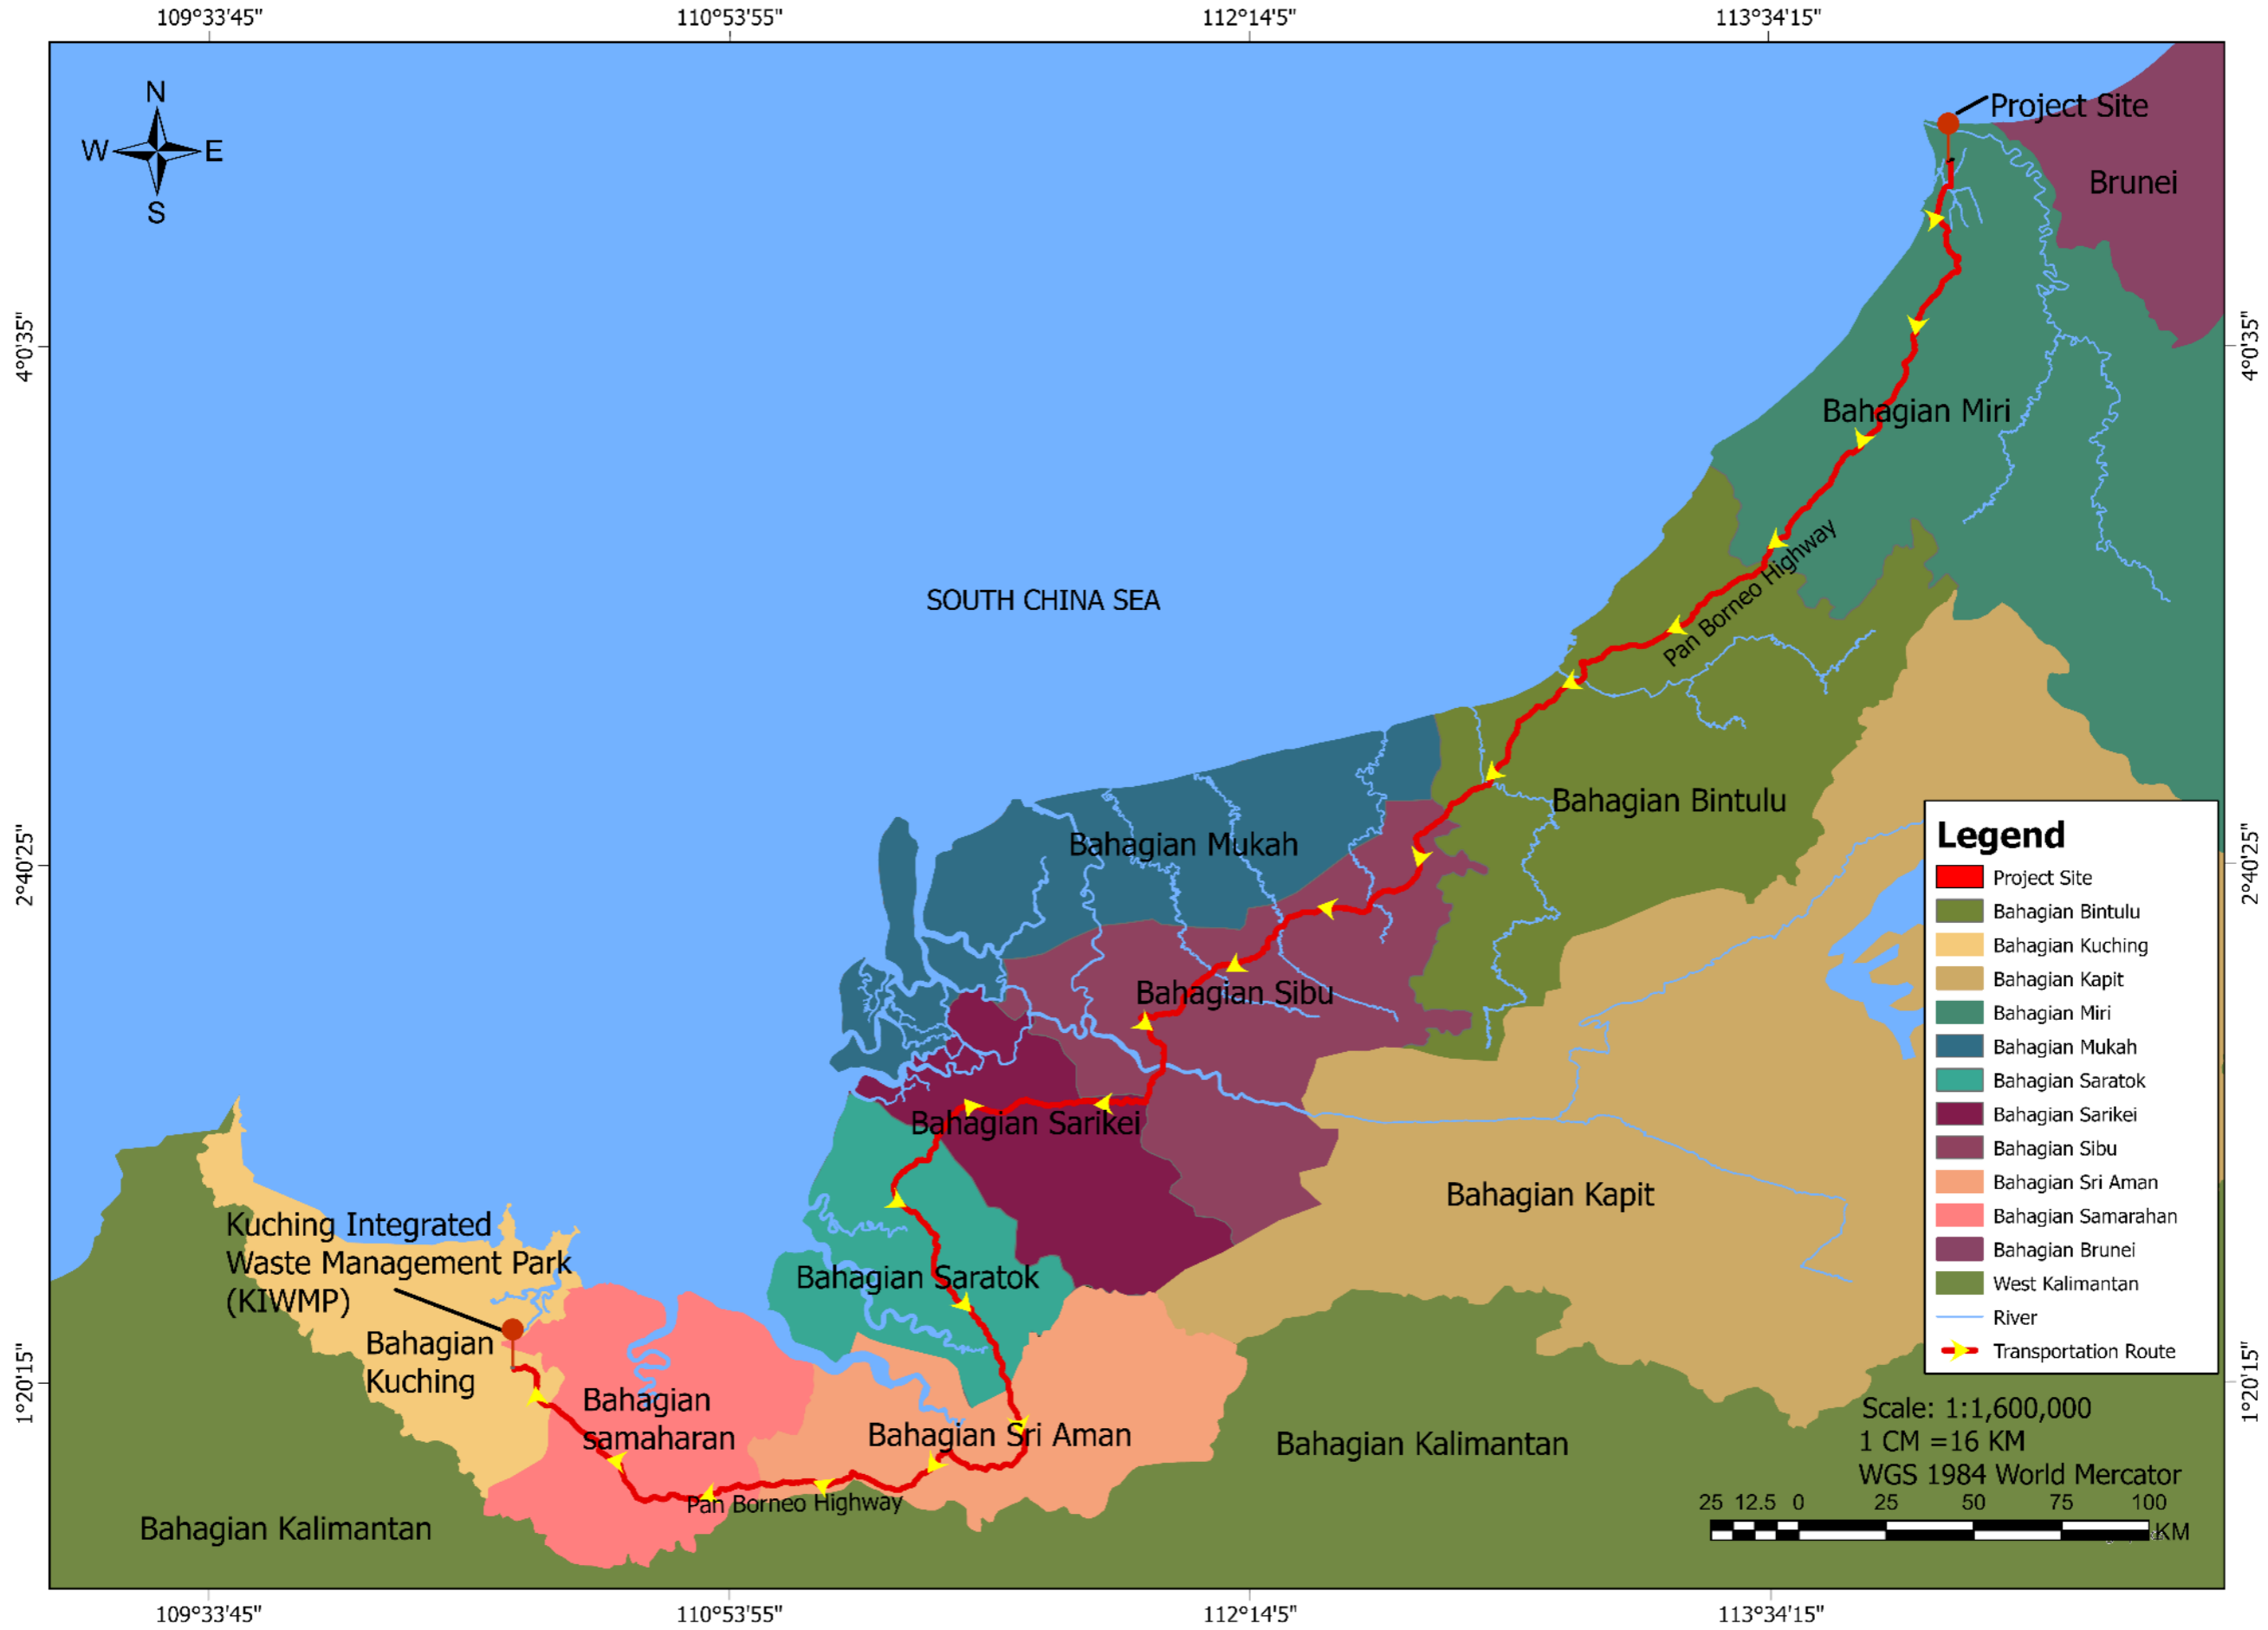 109°33'45"
110°53'55"
112°14'5"
113°34'15"
N
W
E
S
Project Site
Brunei
4°0'35"
4°0'35"
Bahagian Miri
Pan Borneo Highway
SOUTH CHINA SEA
Bahagian Bintulu
Bahagian Mukah
2°40'25"
2°40'25"
Bahagian Sibu
Bahagian Sarikei
Bahagian Kapit
Kuching Integrated
Waste Management Park
(KIWMP)
Bahagian Saratok
Bahagian
Kuching
1°20'15"
1°20'15"
Bahagian
samaharan
Bahagian Sri Aman
Bahagian Kalimantan
Pan Borneo Highway
Bahagian Kalimantan
Legend
Project Site
Bahagian Bintulu
Bahagian Kuching
Bahagian Kapit
Bahagian Miri
Bahagian Mukah
Bahagian Saratok
Bahagian Sarikei
Bahagian Sibu
Bahagian Sri Aman
Bahagian Samarahan
Bahagian Brunei
West Kalimantan
River
Transportation Route
Scale: 1:1,600,000
1 CM =16 KM
WGS 1984 World Mercator
25 12.5 0 25 50 75 100
KM
109°33'45"
110°53'55"
112°14'5"
113°34'15"